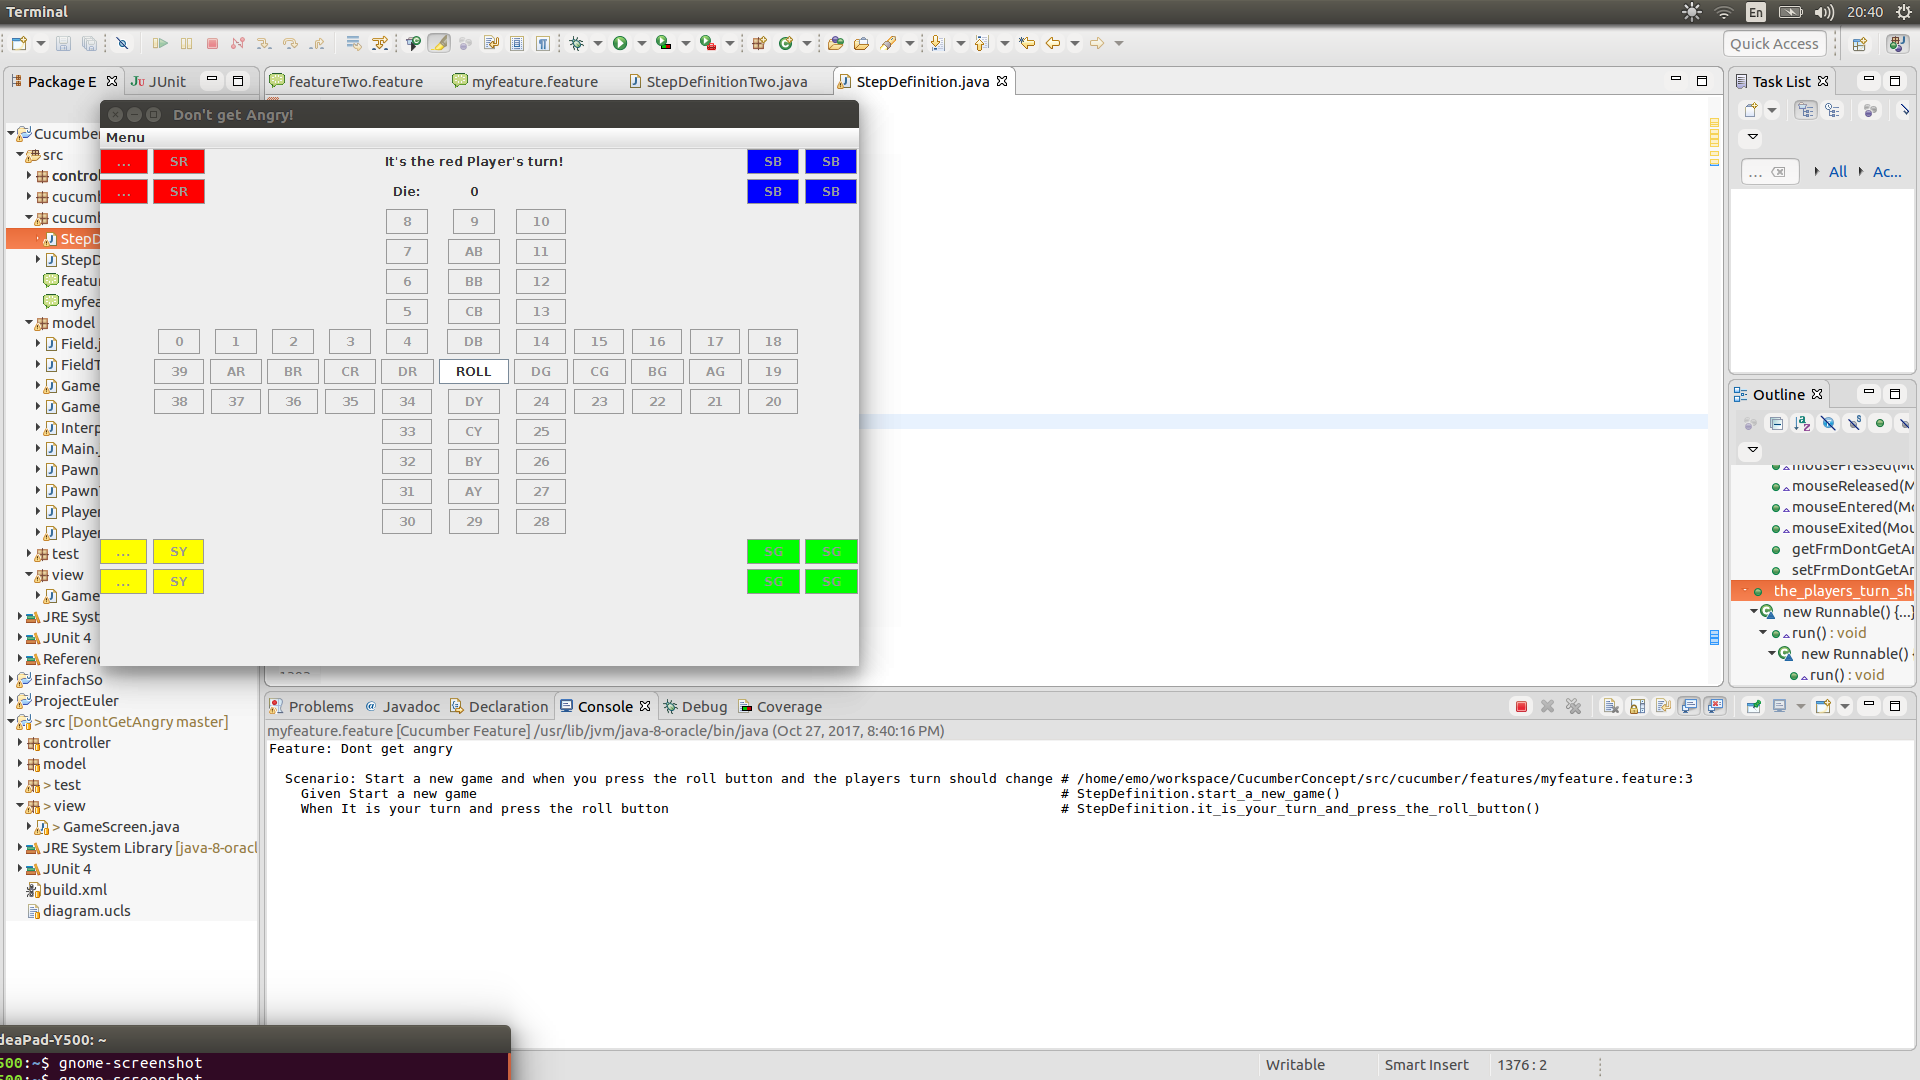 Terminal
En
20:40
Quick Access
Package E
JUnit
featureTwo.feature
myfeature.feature
StepDefinitionTwo.java
StepDefinition.java
Task List
Don't get Angry!
Menu
... SR
It's the red Player's turn!
SB SB
... SR
Die: 0
SB SB
8 9 10
7 AB 11
6 BB 12
5 CB 13
0 1 2 3 4 DB 14 15 16 17 18
39 AR BR CR DR ROLL DG CG BG AG 19
38 37 36 35 34 DY 24 23 22 21 20
33 CY 25
32 BY 26
31 AY 27
30 29 28
... SY
SG SG
... SY
SG SG
Cucumber
src
contro
cucuml
cucumb
StepD
StepD
featu
myfea
model
Field.j
FieldT
Game
Game
Interp
Main.j
Pawn
Pawn
Player
Player
test
view
Game
JRE Syst
JUnit 4
Referen
EinfachSo
ProjectEuler
> src [DontGetAngry master]
controller
model
> test
> view
> GameScreen.java
JRE System Library [java-8-oracl
JUnit 4
build.xml
diagram.ucls
... All Ac...
Outline
mousePressed(Mo
mouseReleased(M
mouseEntered(Mo
mouseExited(Mou
getFrmDontGetAr
setFrmDontGetAr
the_players_turn_sh
new Runnable() {...}
run() : void
new Runnable()
run() : void
Problems
Javadoc
Declaration
Console
Debug
Coverage
myfeature.feature [Cucumber Feature] /usr/lib/jvm/java-8-oracle/bin/java (Oct 27, 2017, 8:40:16 PM)
Feature: Dont get angry
Scenario: Start a new game and when you press the roll button and the players turn should change # /home/emo/workspace/CucumberConcept/src/cucumber/features/myfeature.feature:3
Given Start a new game # StepDefinition.start_a_new_game()
When It is your turn and press the roll button # StepDefinition.it_is_your_turn_and_press_the_roll_button()
deaPad-Y500: ~
500:~$ gnome-screenshot
500:~$ gnome-screenshot
Writable
Smart Insert
1376 : 2